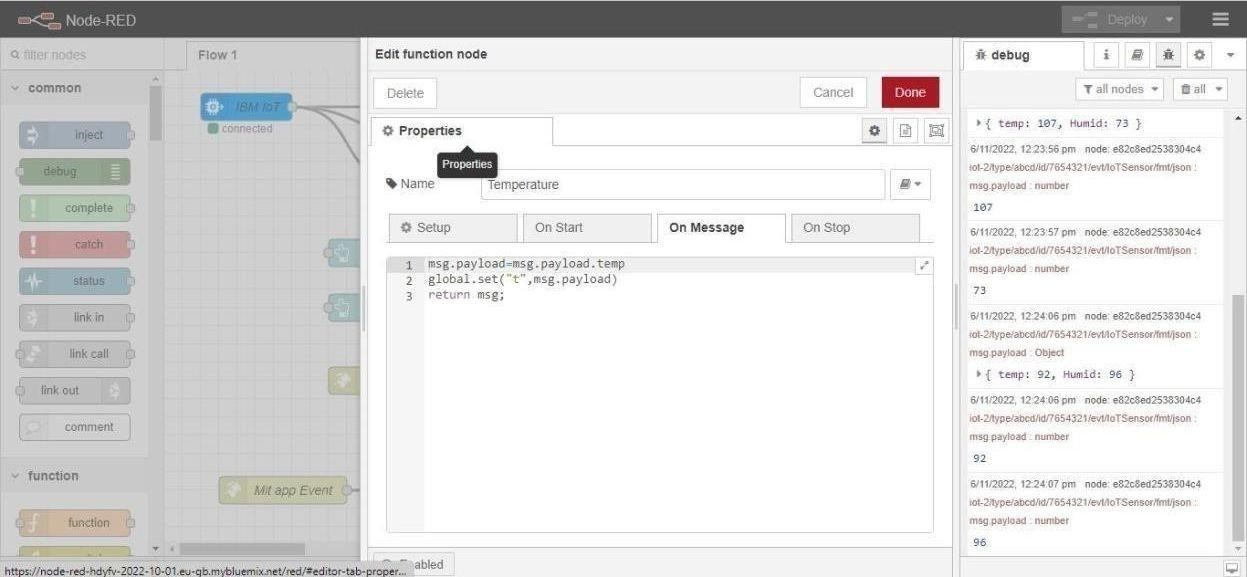 Node-RED
Deploy
filter nodes
common
inject
debug
complete
catch
status
link in
link call
link out
comment
function
function
Flow 1
IBM IoT
connected
Mit app Event
Edit function node
Delete
Cancel
Done
Properties
Properties
Name
Temperature
Setup
On Start
On Message
On Stop
1 msg.payload=msg.payload.temp
2 global.set("t",msg.payload)
3 return msg;
debug
i
all nodes
all
{ temp: 107, Humid: 73 }
6/11/2022, 12:23:56 pm node: e82c8ed2538304c4
iot-2/type/abcd/id/7654321/evt/IoTSensor/fmt/json :
msg.payload : number
107
6/11/2022, 12:23:57 pm node: e82c8ed2538304c4
iot-2/type/abcd/id/7654321/evt/IoTSensor/fmt/json :
msg.payload : number
73
6/11/2022, 12:24:06 pm node: e82c8ed2538304c4
iot-2/type/abcd/id/7654321/evt/IoTSensor/fmt/json :
msg.payload : Object
{ temp: 92, Humid: 96 }
6/11/2022, 12:24:06 pm node: e82c8ed2538304c4
iot-2/type/abcd/id/7654321/evt/IoTSensor/fmt/json :
msg.payload : number
92
6/11/2022, 12:24:07 pm node: e82c8ed2538304c4
iot-2/type/abcd/id/7654321/evt/IoTSensor/fmt/json :
msg.payload : number
96
https://node-red-hdyfv-2022-10-01.eu-gb.mybluemix.net/red/#editor-tab-proper...